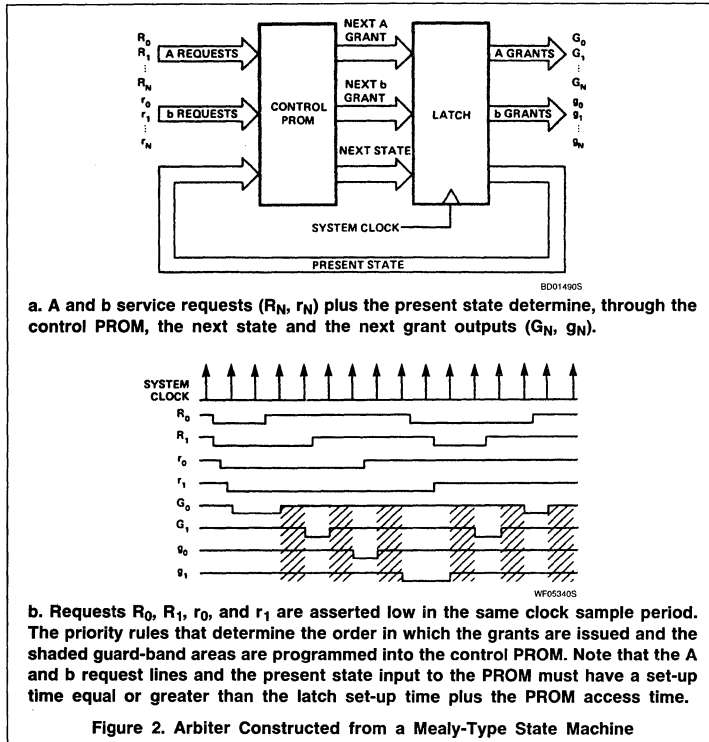 R0
R1
⋮
RN
r0
r1
⋮
rN
A REQUESTS
b REQUESTS
CONTROL
PROM
NEXT A
GRANT
NEXT b
GRANT
NEXT STATE
LATCH
A GRANTS
b GRANTS
G0
G1
⋮
GN
g0
g1
⋮
gN
SYSTEM CLOCK
PRESENT STATE
BD01490S
a. A and b service requests (RN, rN) plus the present state determine, through the
control PROM, the next state and the next grant outputs (GN, gN).
SYSTEM
CLOCK
R0
R1
r0
r1
G0
G1
g0
g1
WF05340S
b. Requests R0, R1, r0, and r1 are asserted low in the same clock sample period.
The priority rules that determine the order in which the grants are issued and the
shaded guard-band areas are programmed into the control PROM. Note that the A
and b request lines and the present state input to the PROM must have a set-up
time equal or greater than the latch set-up time plus the PROM access time.
Figure 2. Arbiter Constructed from a Mealy-Type State Machine